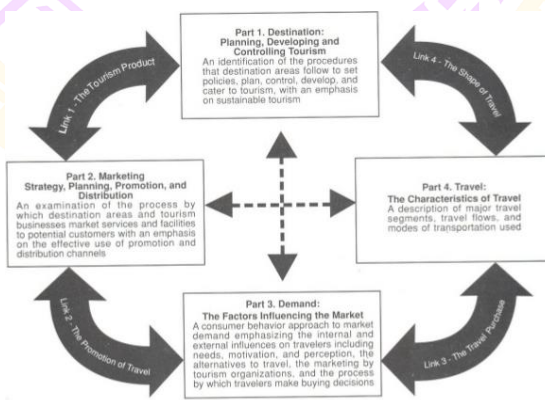 Part 1. Destination:
Planning, Developing and
Controlling Tourism
An identification of the procedures
that destination areas follow to set
policies, plan, control, develop, and
cater to tourism, with an emphasis
on sustainable tourism
Link 1 - The Tourism Product
Link 4 - The Shape of Travel
Part 2. Marketing
Strategy, Planning, Promotion, and
Distribution
An examination of the process by
which destination areas and tourism
businesses market services and facilities
to potential customers with an emphasis
on the effective use of promotion and
distribution channels
Part 4. Travel:
The Characteristics of Travel
A description of major travel
segments, travel flows, and
modes of transportation used
Link 2 - The Promotion of Travel
Link 3 - The Travel Purchase
Part 3. Demand:
The Factors Influencing the Market
A consumer behavior approach to market
demand emphasizing the internal and
external influences on travelers including
needs, motivation, and perception, the
alternatives to travel, the marketing by
tourism organizations, and the process
by which travelers make buying decisions